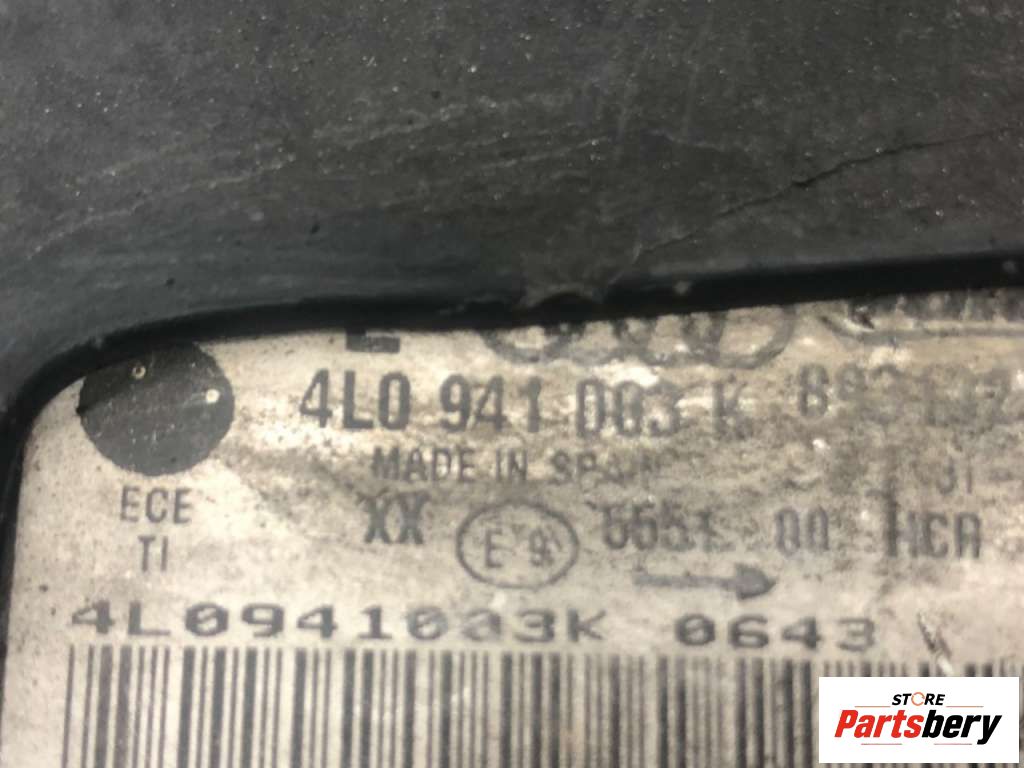 4L0 941 003 K
MADE IN SPAIN
ECE
XX
TI
E 9
00 HCR
4L0941003K 0643
STORE
Partsbery